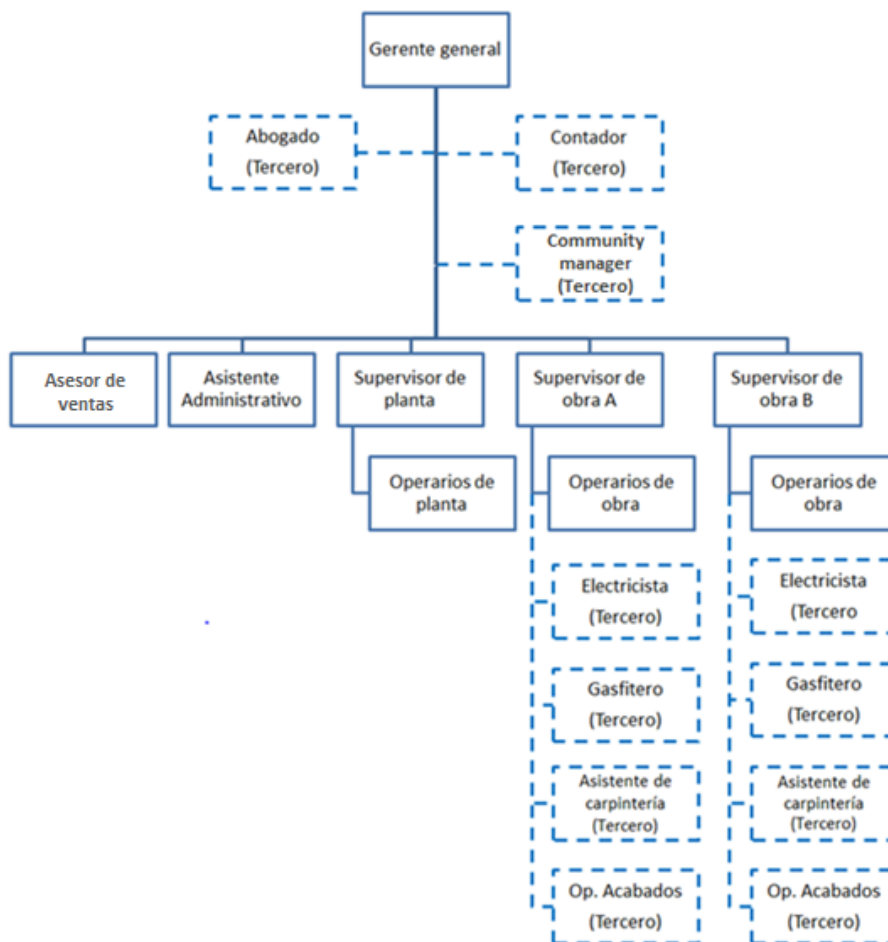 Gerente general
Abogado
(Tercero)
Contador
(Tercero)
Community
manager
(Tercero)
Asesor de
ventas
Asistente
Administrativo
Supervisor de
planta
Supervisor de
obra A
Supervisor de
obra B
Operarios de
planta
Operarios de
obra
Operarios de
obra
Electricista
(Tercero)
Electricista
(Tercero
Gasfitero
(Tercero)
Gasfitero
(Tercero)
Asistente de
carpintería
(Tercero)
Asistente de
carpintería
(Tercero)
Op. Acabados
(Tercero)
Op. Acabados
(Tercero)